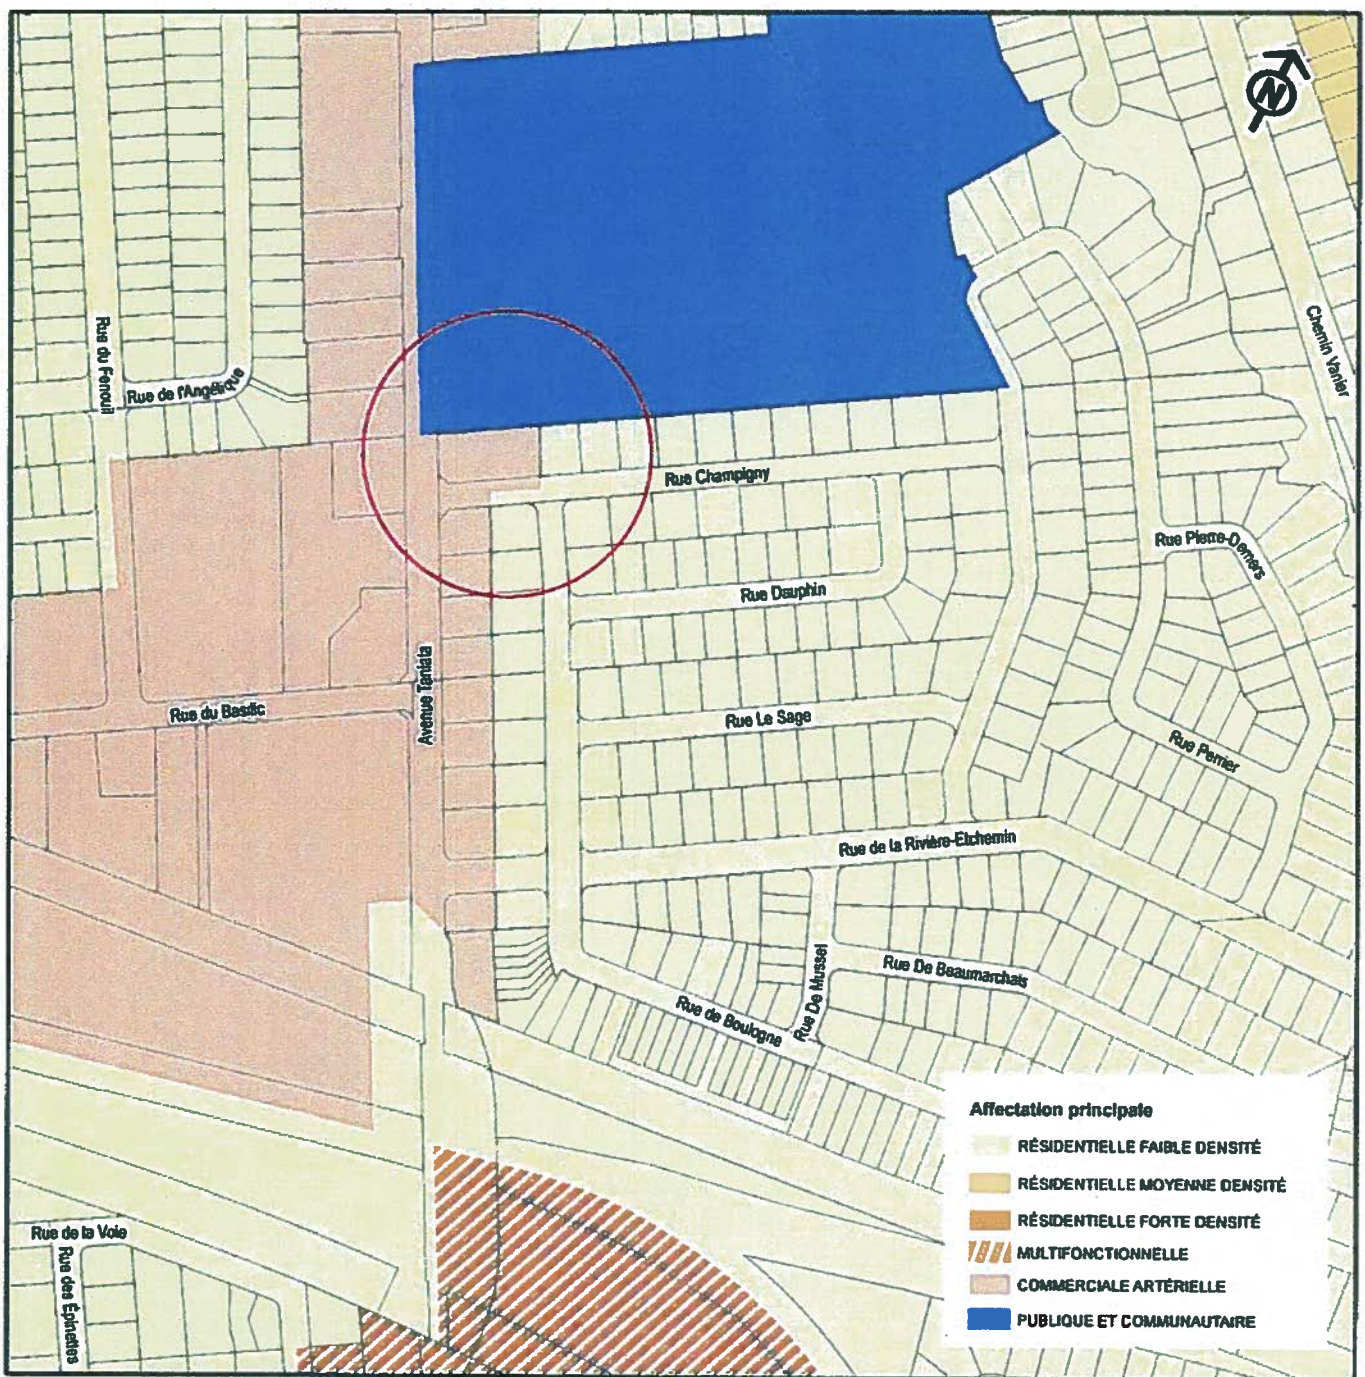 N
Chemin Vanier
Rue du Fenouil
Rue de l'Angélique
Rue Champigny
Rue Pierre-Demers
Rue Dauphin
Avenue Taniata
Rue du Basilic
Rue Le Sage
Rue Perrier
Rue de la Rivière-Etchemin
Rue De Musset
Rue De Beaumarchais
Rue de Boulogne
Rue de la Voie
Rue des Épinettes
Affectation principale
RÉSIDENTIELLE FAIBLE DENSITÉ
RÉSIDENTIELLE MOYENNE DENSITÉ
RÉSIDENTIELLE FORTE DENSITÉ
MULTIFONCTIONNELLE
COMMERCIALE ARTÉRIELLE
PUBLIQUE ET COMMUNAUTAIRE